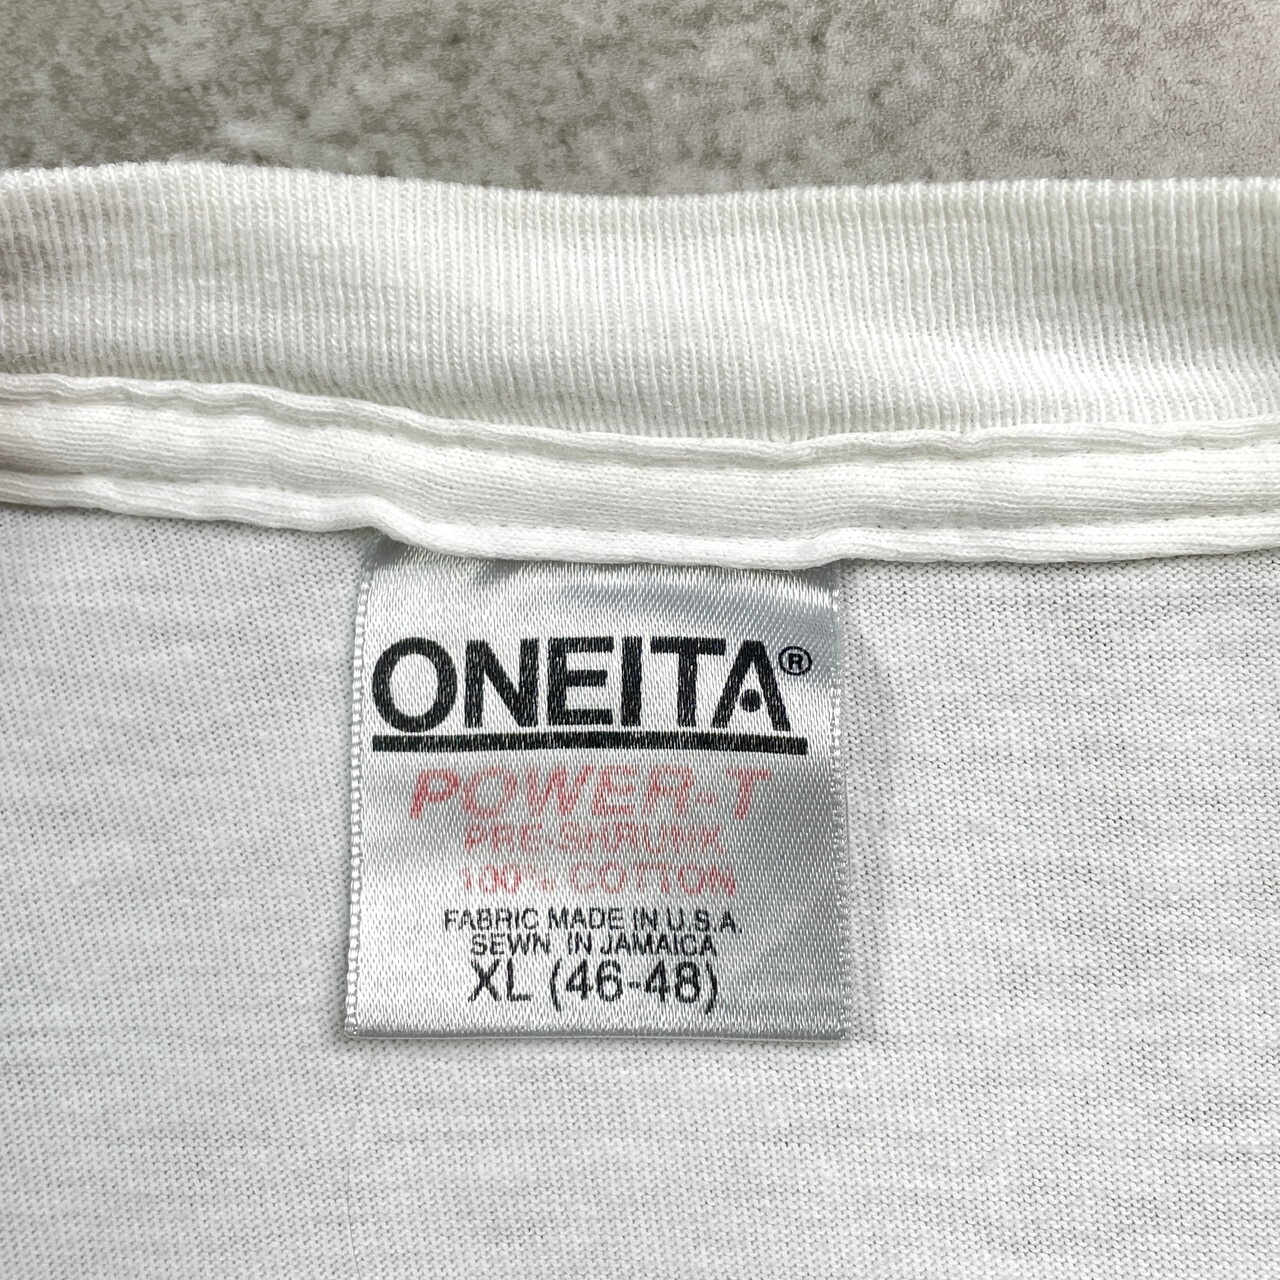 ONEITA®
POWER-T
PRE-SHRUNK
100% COTTON
FABRIC MADE IN U.S.A
SEWN IN JAMAICA
XL (46-48)